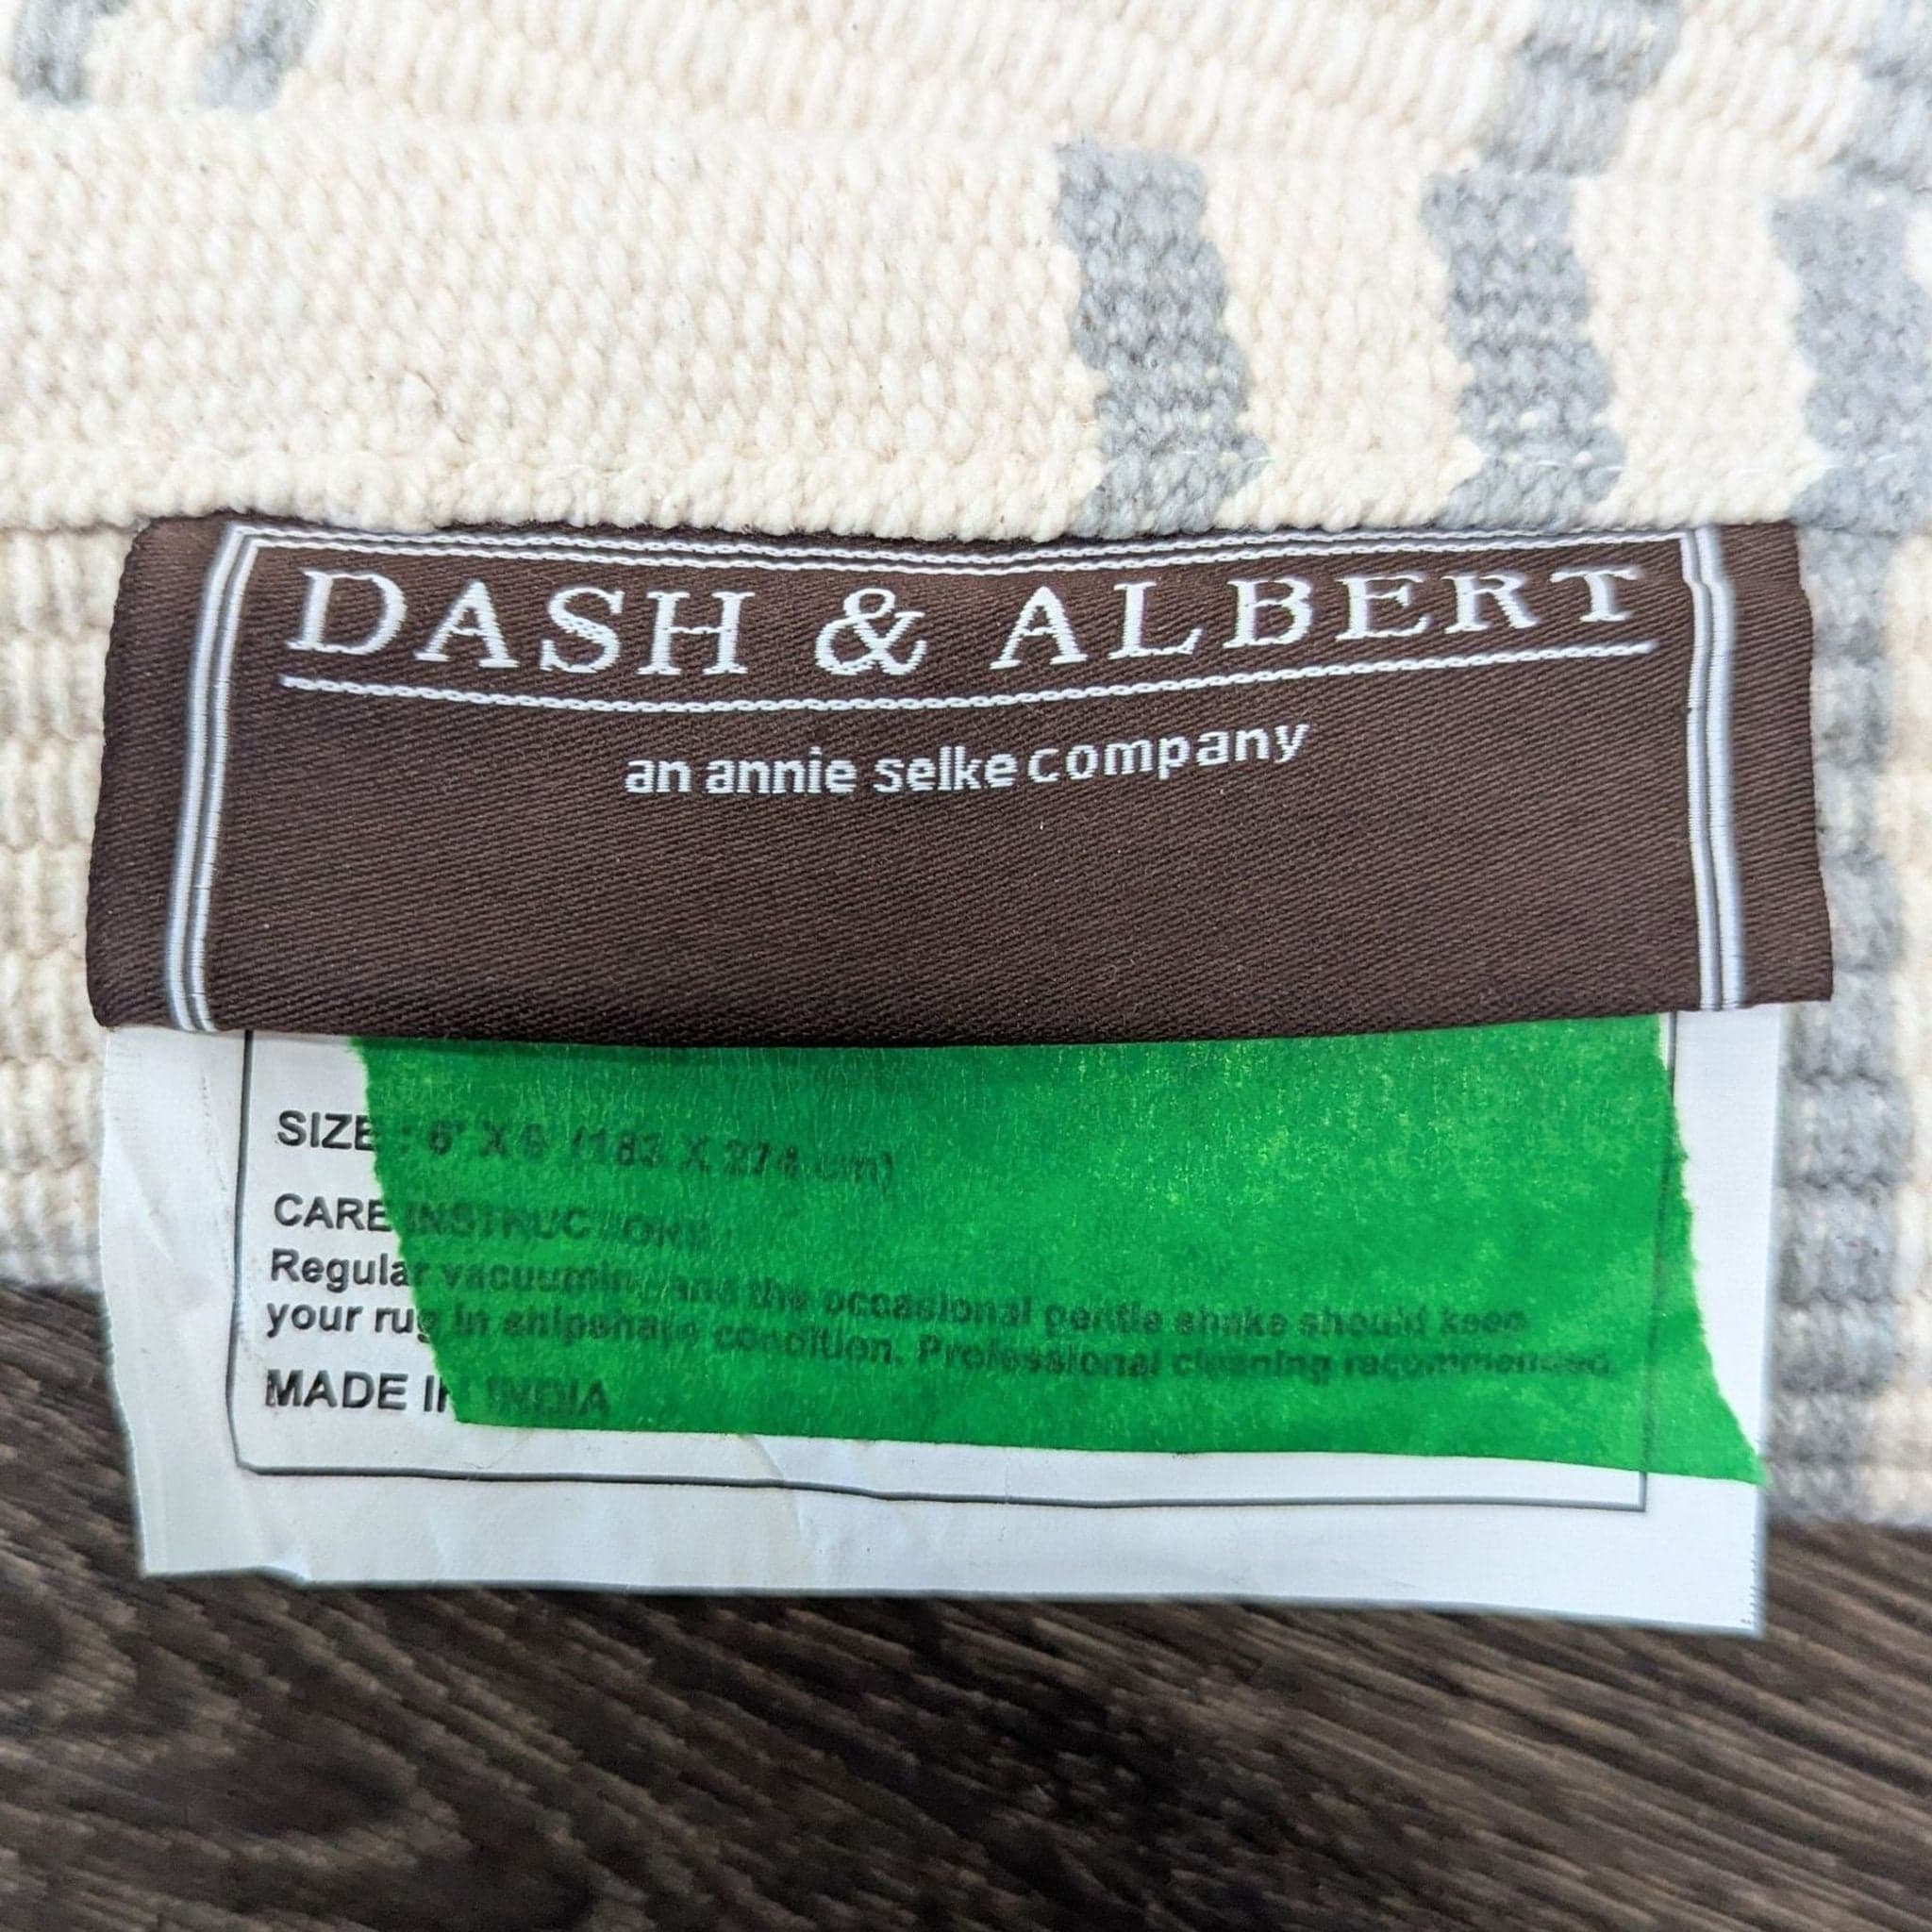 DASH & ALBERT
an annie selke company
SIZE : 6' X 9' (183 X 274 cm)
CARE INSTRUCTIONS :
Regular vacuuming and the occasional gentle shake should keep
your rug in shipshape condition. Professional cleaning recommended.
MADE IN INDIA